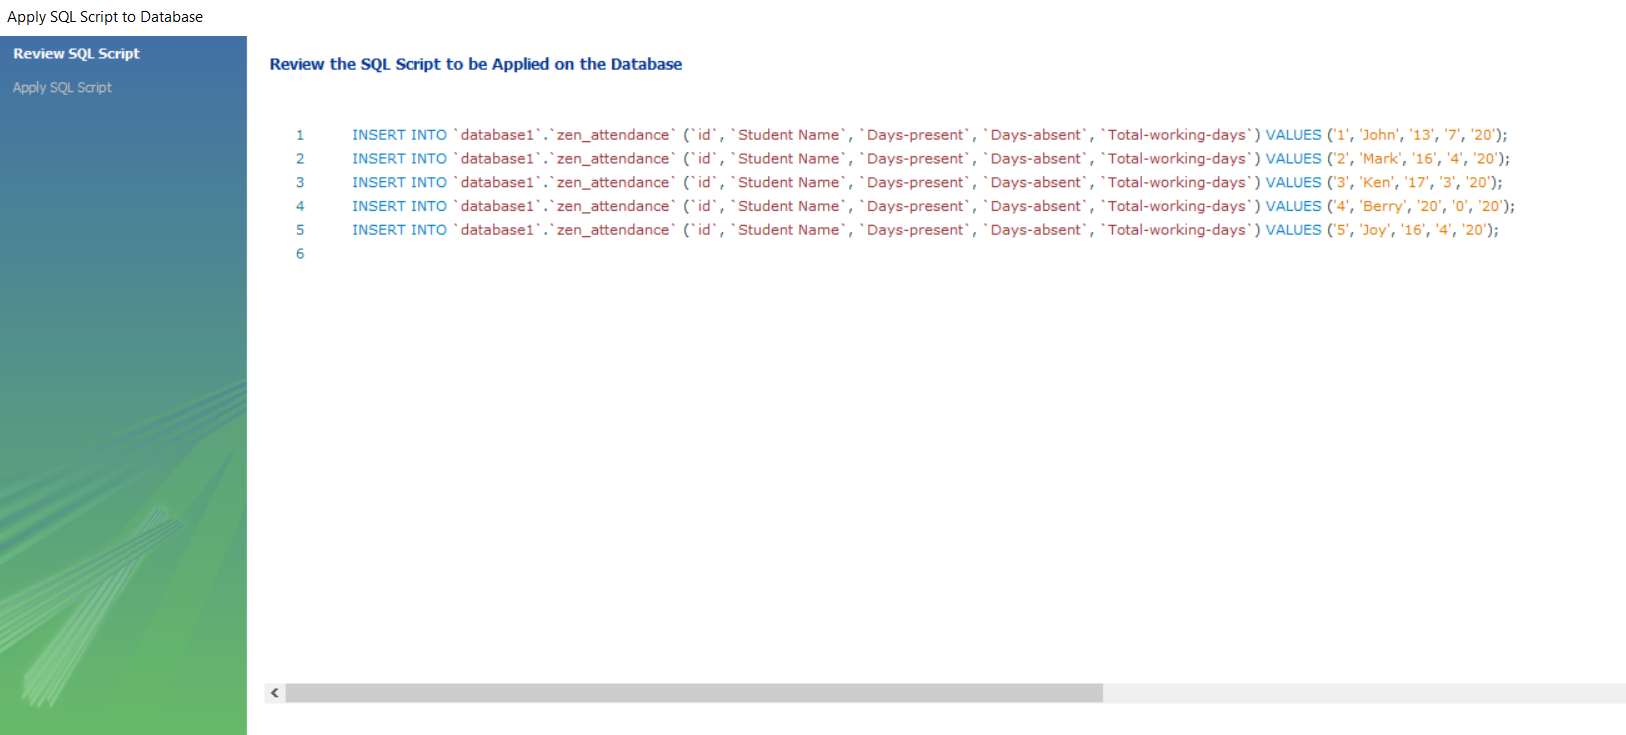 Apply SQL Script to Database
Review SQL Script
Apply SQL Script
Review the SQL Script to be Applied on the Database
1 INSERT INTO `database1`.`zen_attendance` (`id`, `Student Name`, `Days-present`, `Days-absent`, `Total-working-days`) VALUES ('1', 'John', '13', '7', '20');
2 INSERT INTO `database1`.`zen_attendance` (`id`, `Student Name`, `Days-present`, `Days-absent`, `Total-working-days`) VALUES ('2', 'Mark', '16', '4', '20');
3 INSERT INTO `database1`.`zen_attendance` (`id`, `Student Name`, `Days-present`, `Days-absent`, `Total-working-days`) VALUES ('3', 'Ken', '17', '3', '20');
4 INSERT INTO `database1`.`zen_attendance` (`id`, `Student Name`, `Days-present`, `Days-absent`, `Total-working-days`) VALUES ('4', 'Berry', '20', '0', '20');
5 INSERT INTO `database1`.`zen_attendance` (`id`, `Student Name`, `Days-present`, `Days-absent`, `Total-working-days`) VALUES ('5', 'Joy', '16', '4', '20');
6